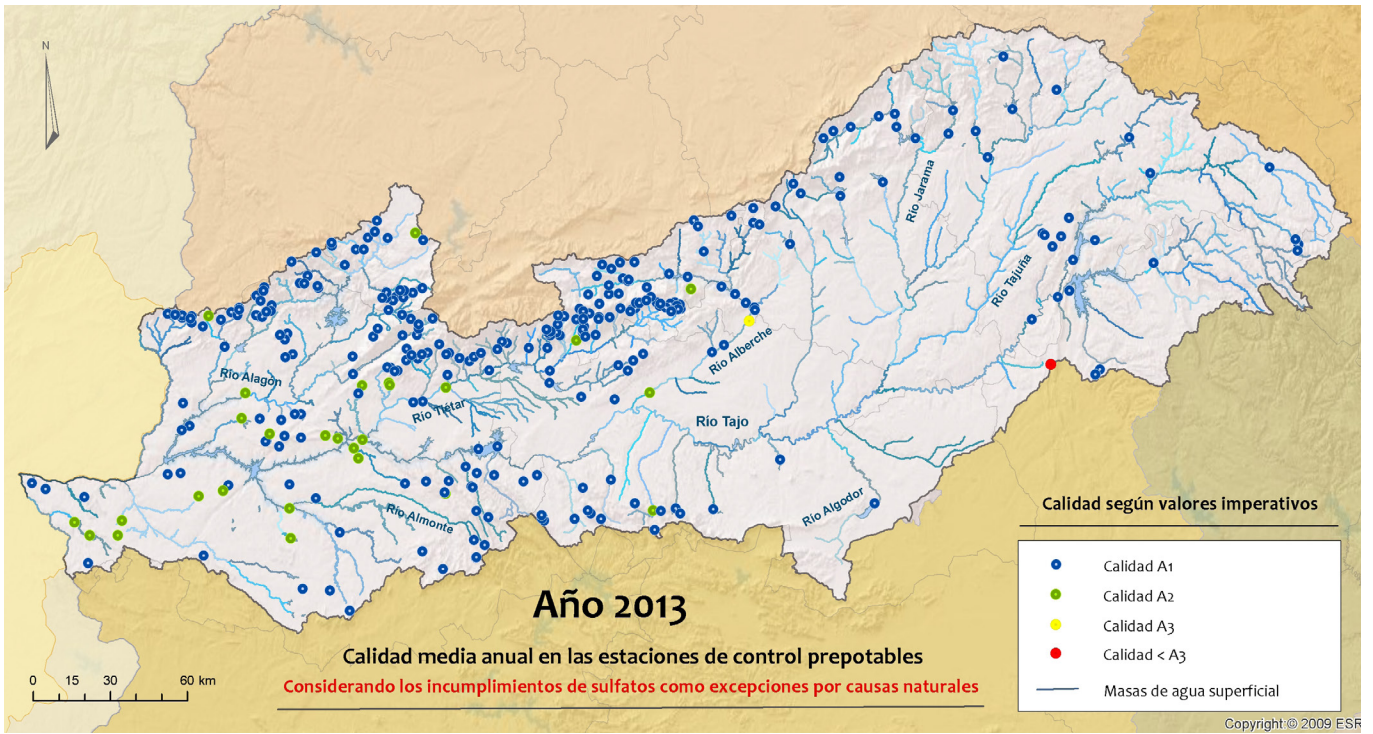 N
Río Jarama
Río Tajuña
Río Alberche
Río Alagón
Río Tiétar
Río Tajo
Río Almonte
Río Algodor
Calidad según valores imperativos
Calidad A1
Calidad A2
Calidad A3
Calidad < A3
Masas de agua superficial
Año 2013
Calidad media anual en las estaciones de control prepotables
Considerando los incumplimientos de sulfatos como excepciones por causas naturales
0 15 30 60 km
Copyright:© 2009 ESR